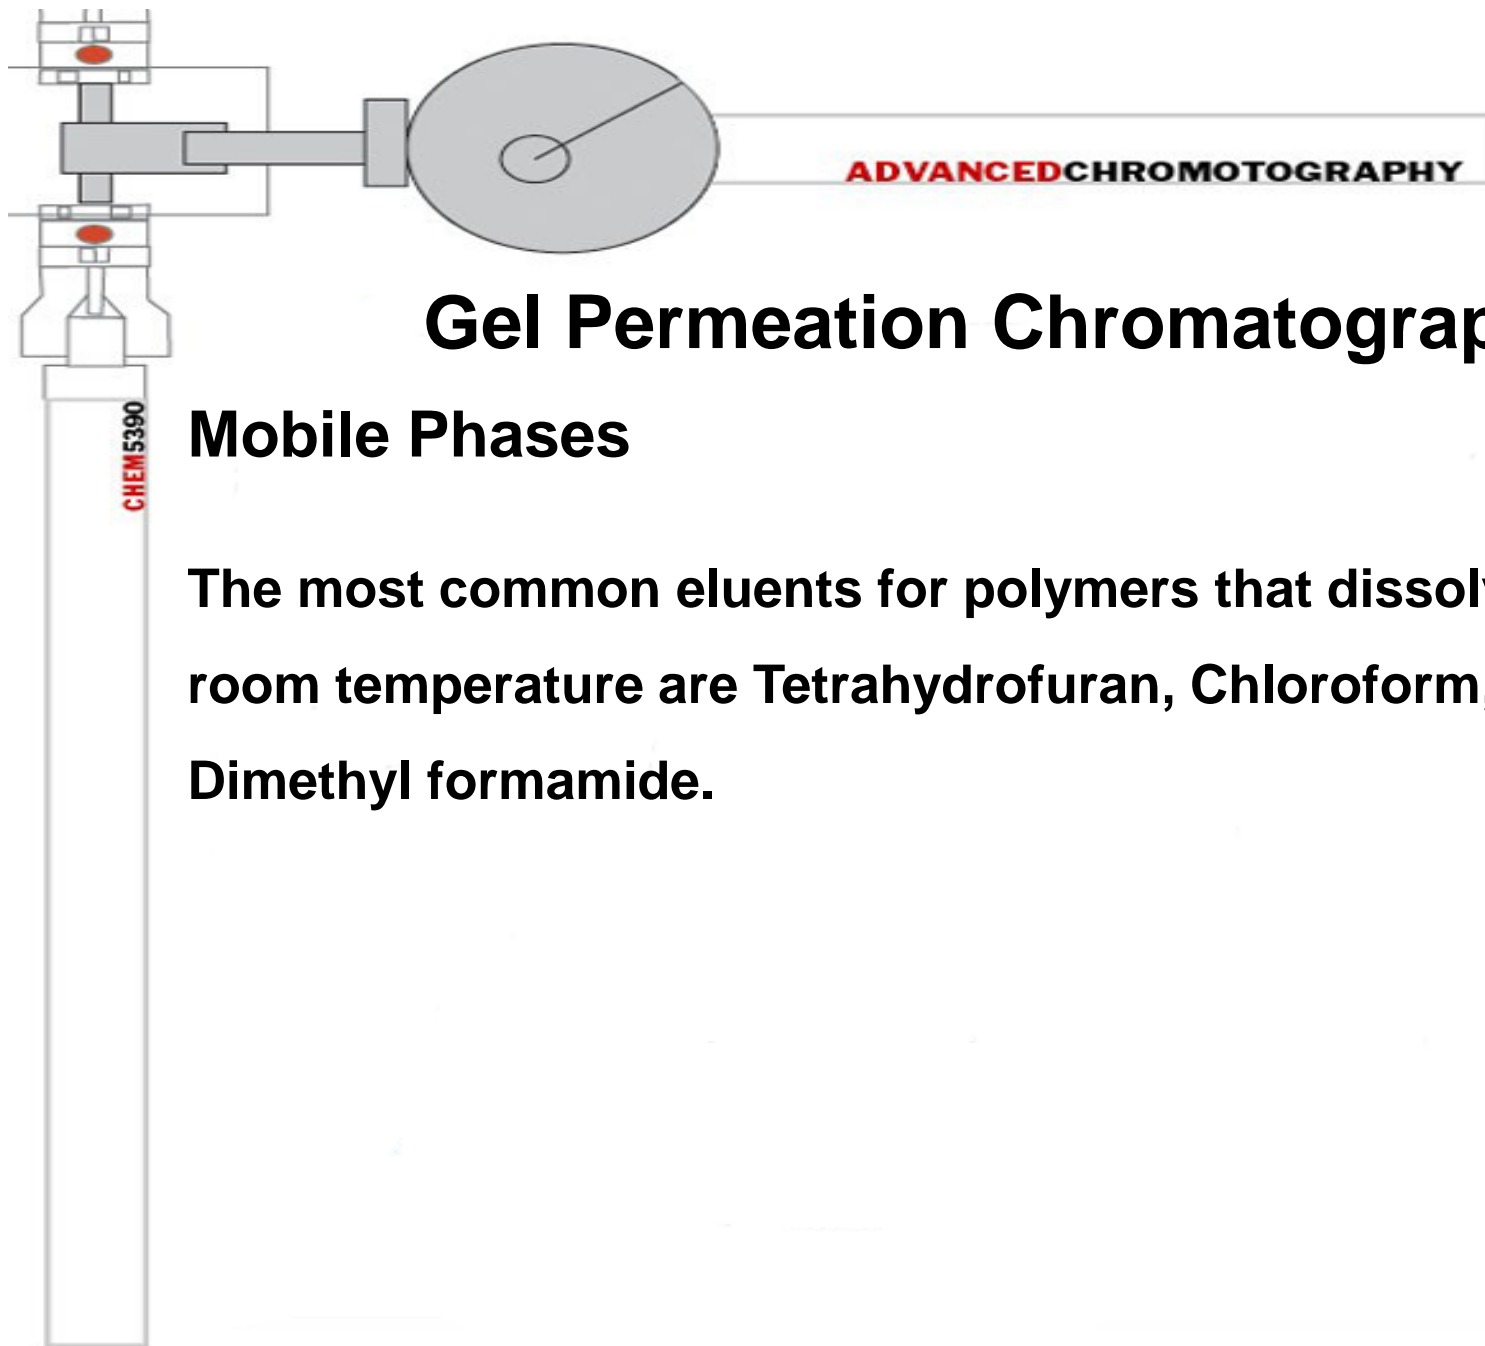 ADVANCEDCHROMOTOGRAPHY
Gel Permeation Chromatograp
CHEM5390
Mobile Phases
The most common eluents for polymers that dissolv
room temperature are Tetrahydrofuran, Chloroform,
Dimethyl formamide.